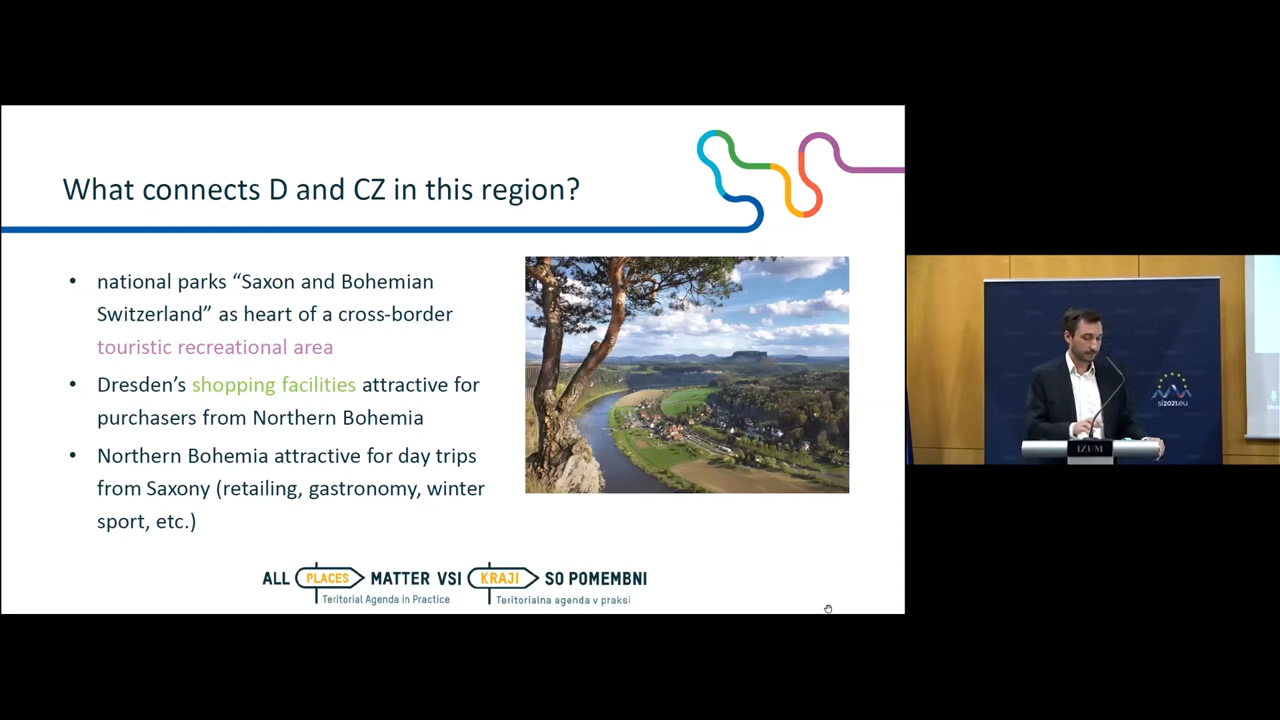 What connects D and CZ in this region?
• national parks “Saxon and Bohemian
Switzerland” as heart of a cross-border
touristic recreational area
• Dresden’s shopping facilities attractive for
purchasers from Northern Bohemia
• Northern Bohemia attractive for day trips
from Saxony (retailing, gastronomy, winter
sport, etc.)
ALL PLACES MATTER VSI KRAJI SO POMEMBNI
Territorial Agenda in Practice Teritorialna agenda v praksi
si2021.eu
IZUM